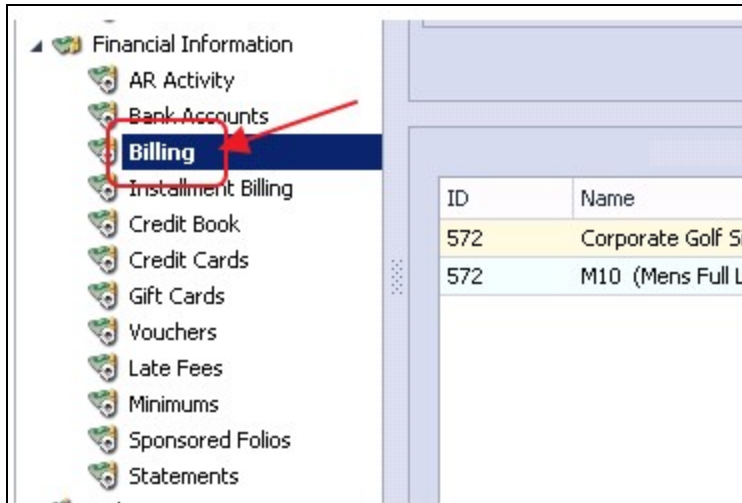 Financial Information
AR Activity
Bank Accounts
Billing
Installment Billing
Credit Book
Credit Cards
Gift Cards
Vouchers
Late Fees
Minimums
Sponsored Folios
Statements
ID Name
572 Corporate Golf S
572 M10 (Mens Full L